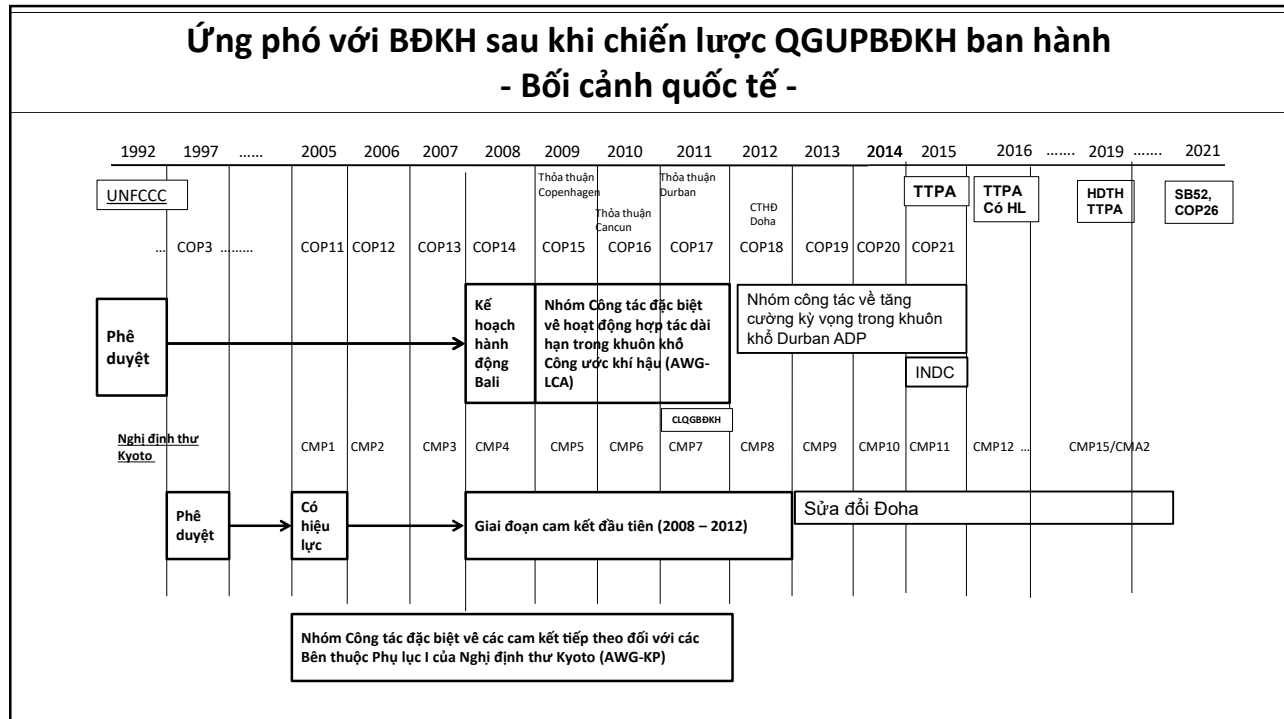 Ứng phó với BĐKH sau khi chiến lược QGUPBĐKH ban hành
- Bối cảnh quốc tế -
1992 1997 ...... 2005 2006 2007 2008 2009 2010 2011 2012 2013 2014 2015 2016 ....... 2019 ....... 2021
UNFCCC
Thỏa thuận
Copenhagen
Thỏa thuận
Cancun
Thỏa thuận
Durban
CTHĐ
Doha
TTPA
TTPA
Có HL
HDTH
TTPA
SB52,
COP26
... COP3 ......... COP11 COP12 COP13 COP14 COP15 COP16 COP17 COP18 COP19 COP20 COP21
Phê
duyệt
Kế
hoạch
hành
động
Bali
Nhóm Công tác đặc biệt
vê hoạt động hợp tác dài
hạn trong khuôn khổ
Công ước khí hậu (AWG-
LCA)
Nhóm công tác về tăng
cường kỳ vọng trong khuôn
khổ Durban ADP
INDC
CLQGBĐKH
Nghị định thư
Kyoto
CMP1 CMP2 CMP3 CMP4 CMP5 CMP6 CMP7 CMP8 CMP9 CMP10 CMP11 CMP12 ... CMP15/CMA2
Phê
duyệt
Có
hiệu
lực
Giai đoạn cam kết đầu tiên (2008 – 2012)
Sửa đổi Đoha
Nhóm Công tác đặc biệt vê các cam kết tiếp theo đối với các
Bên thuộc Phụ lục I của Nghị định thư Kyoto (AWG-KP)